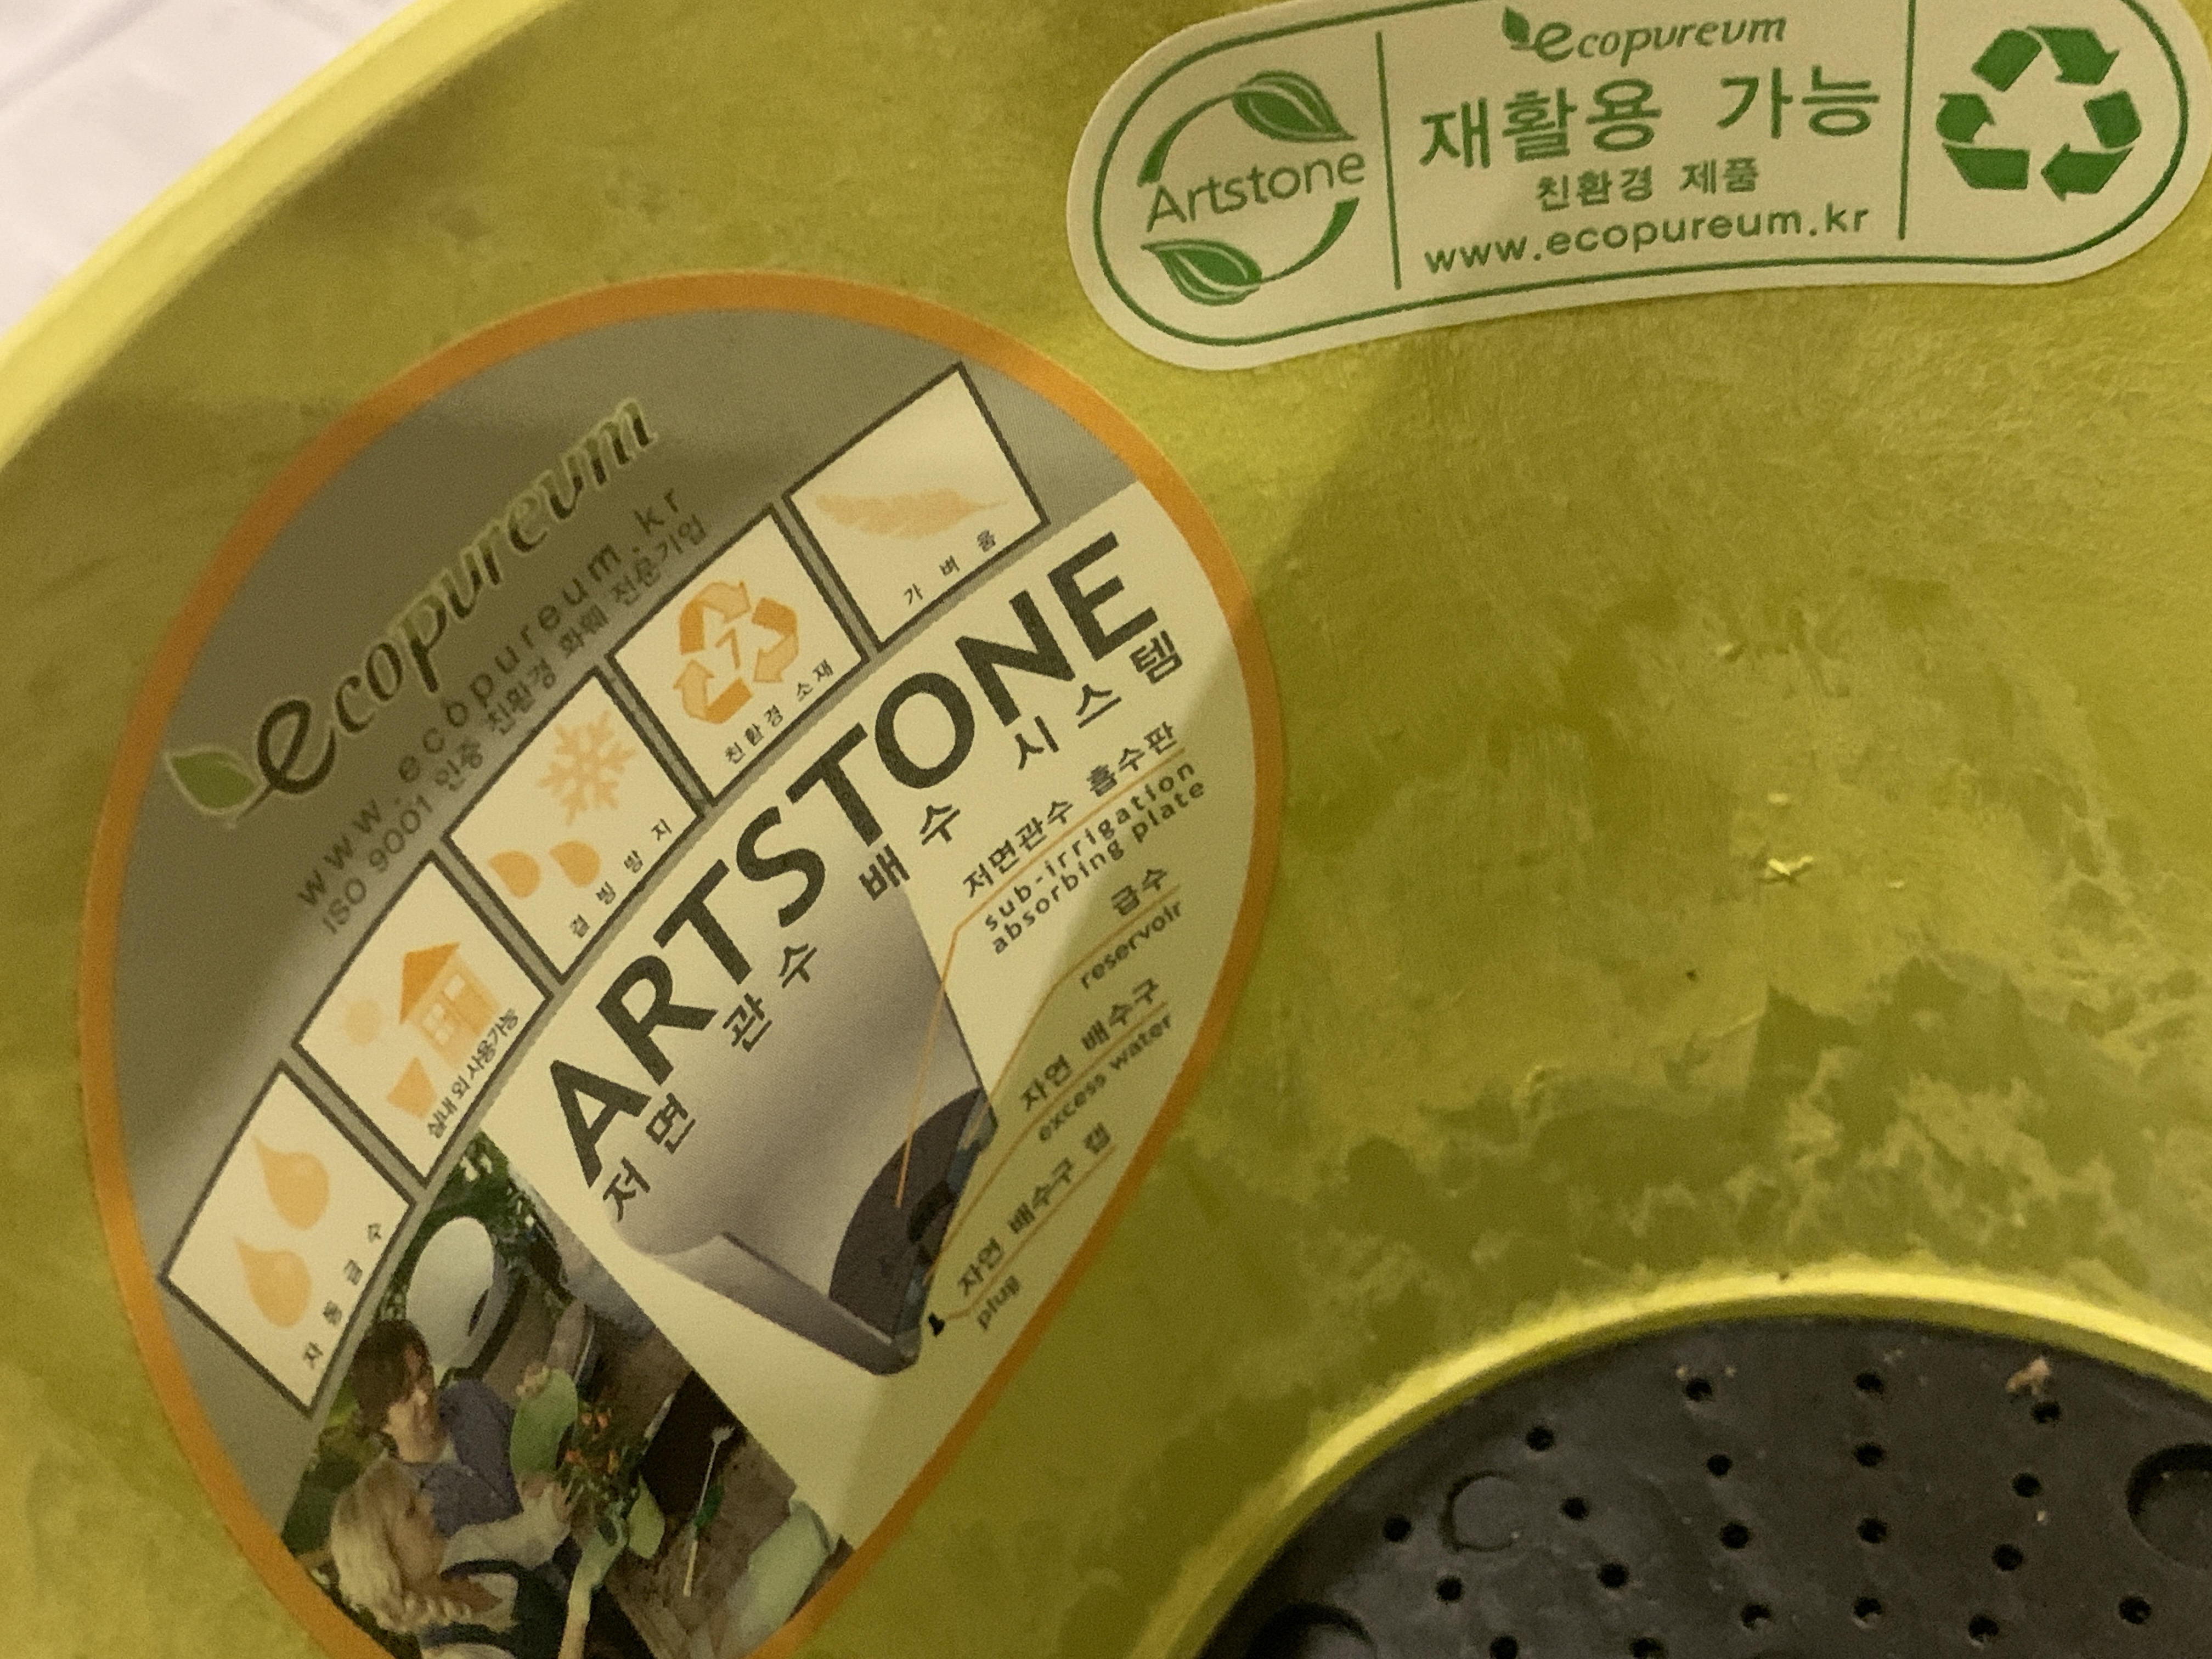 ecopureum
Artstone
재활용 가능
친환경 제품
www.ecopureum.kr
ecopureum
www.ecopureum.kr
ISO 9001 인증 친환경 화훼 전문기업
자동급수
실내외사용가능
결빙방지
친환경 소재
가벼움
7
ARTSTONE
저면관수 배수 시스템
저면관수 흡수판
sub-irrigation
absorbing plate
급수
reservoir
자연 배수구
excess water
자연 배수구 캡
plug